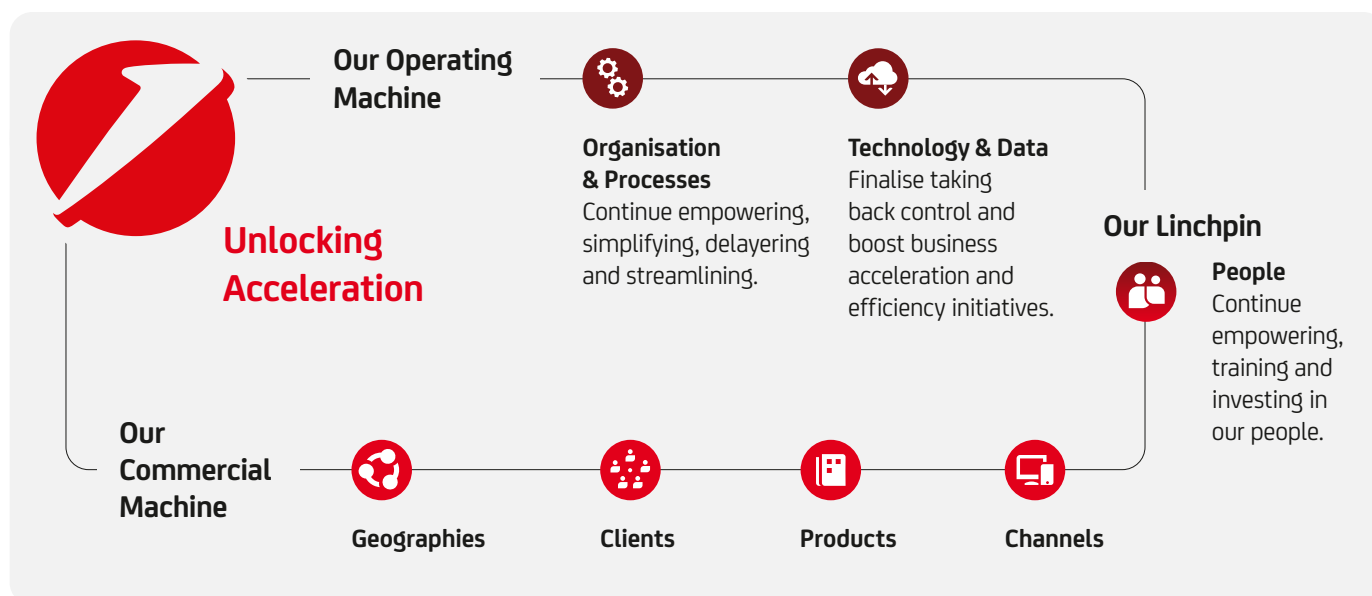 Our Operating
Machine
Organisation
& Processes
Continue empowering,
simplifying, delayering
and streamlining.
Technology & Data
Finalise taking
back control and
boost business
acceleration and
efficiency initiatives.
Unlocking
Acceleration
Our Linchpin
People
Continue
empowering,
training and
investing in
our people.
Our
Commercial
Machine
Geographies
Clients
Products
Channels